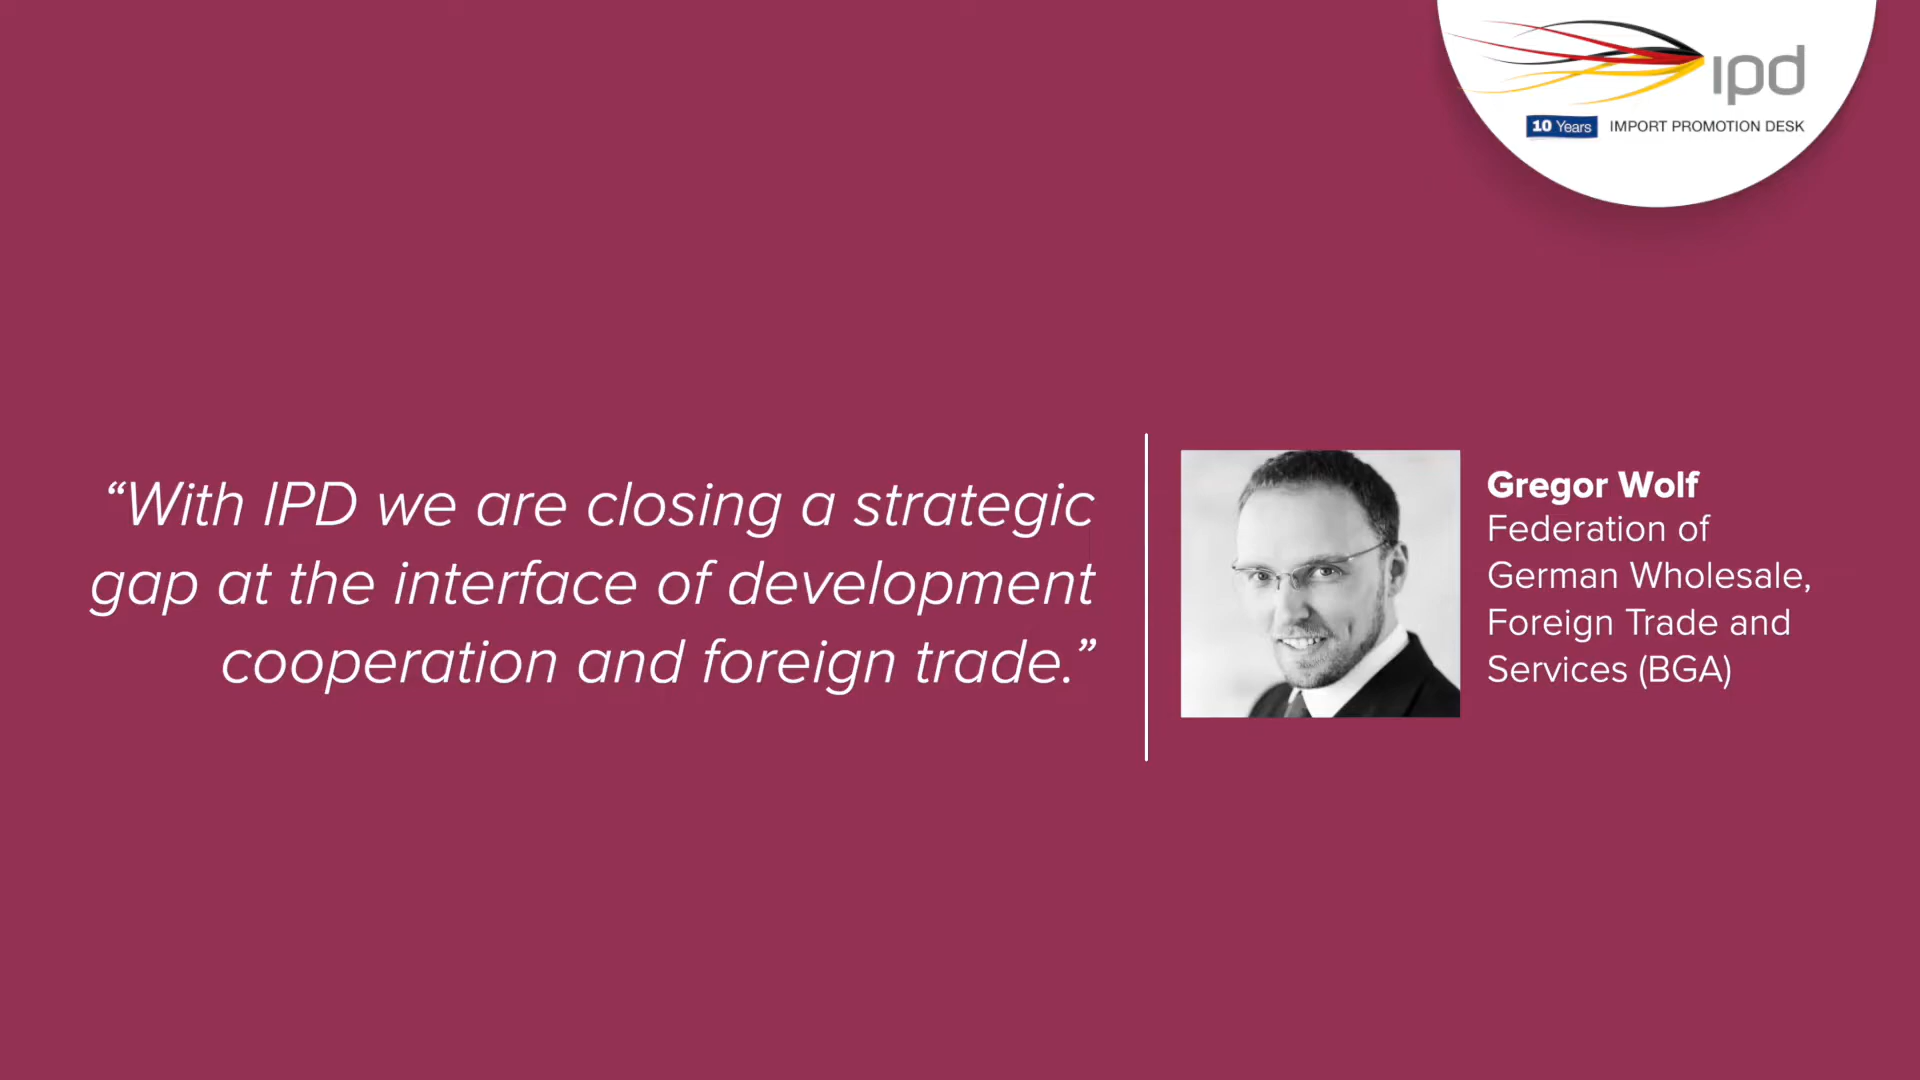 ipd
10 Years IMPORT PROMOTION DESK
“With IPD we are closing a strategic
gap at the interface of development
cooperation and foreign trade.”
Gregor Wolf
Federation of
German Wholesale,
Foreign Trade and
Services (BGA)